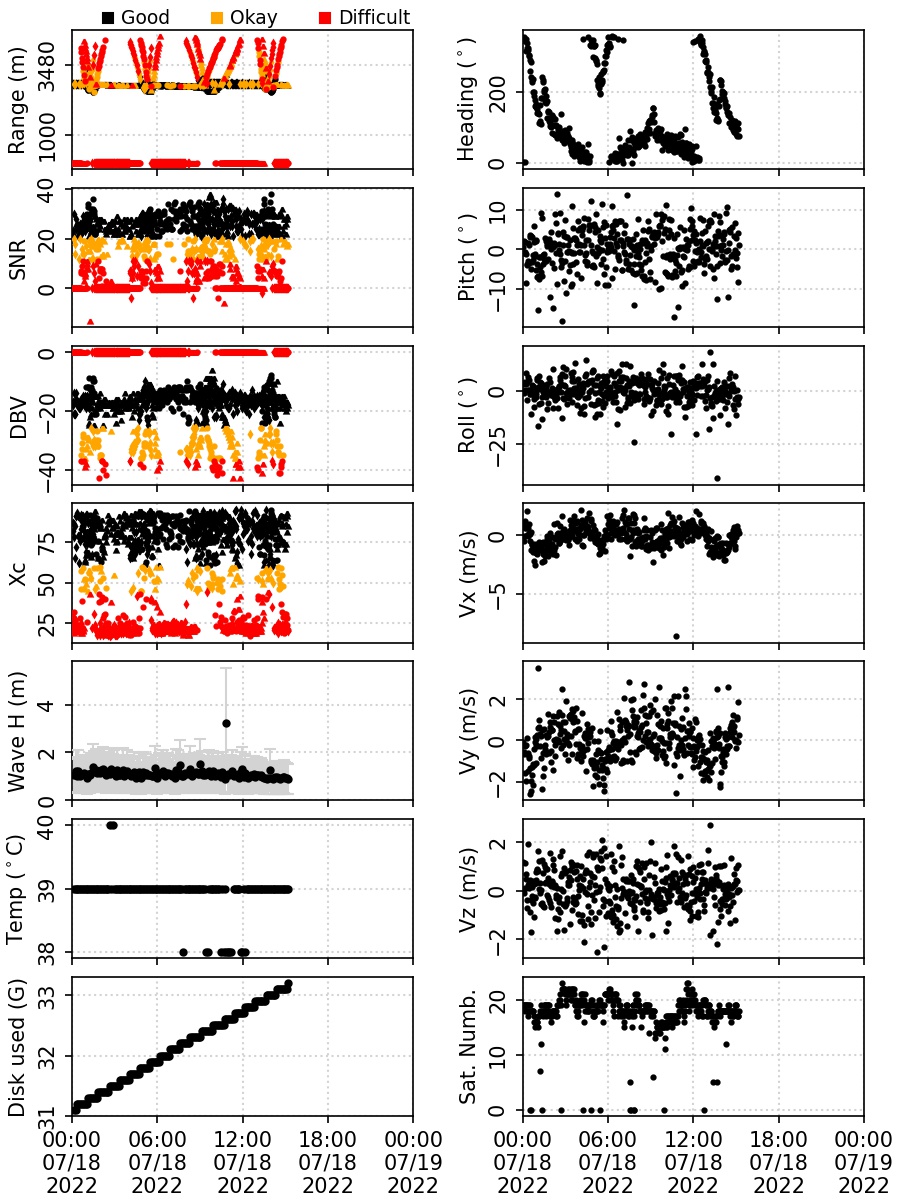 Good Okay Difficult
Range (m)
3480
1000
Heading (°)
200
0
SNR
40
20
0
Pitch (°)
10
0
−10
DBV
0
−20
−40
Roll (°)
0
−25
Xc
75
50
25
Vx (m/s)
0
−5
Wave H (m)
4
2
0
Vy (m/s)
2
0
−2
Temp (°C)
40
39
38
Vz (m/s)
2
0
−2
Disk used (G)
33
32
31
Sat. Numb.
20
10
0
00:00 06:00 12:00 18:00 00:00
07/18 07/18 07/18 07/18 07/19
2022 2022 2022 2022 2022
00:00 06:00 12:00 18:00 00:00
07/18 07/18 07/18 07/18 07/19
2022 2022 2022 2022 2022